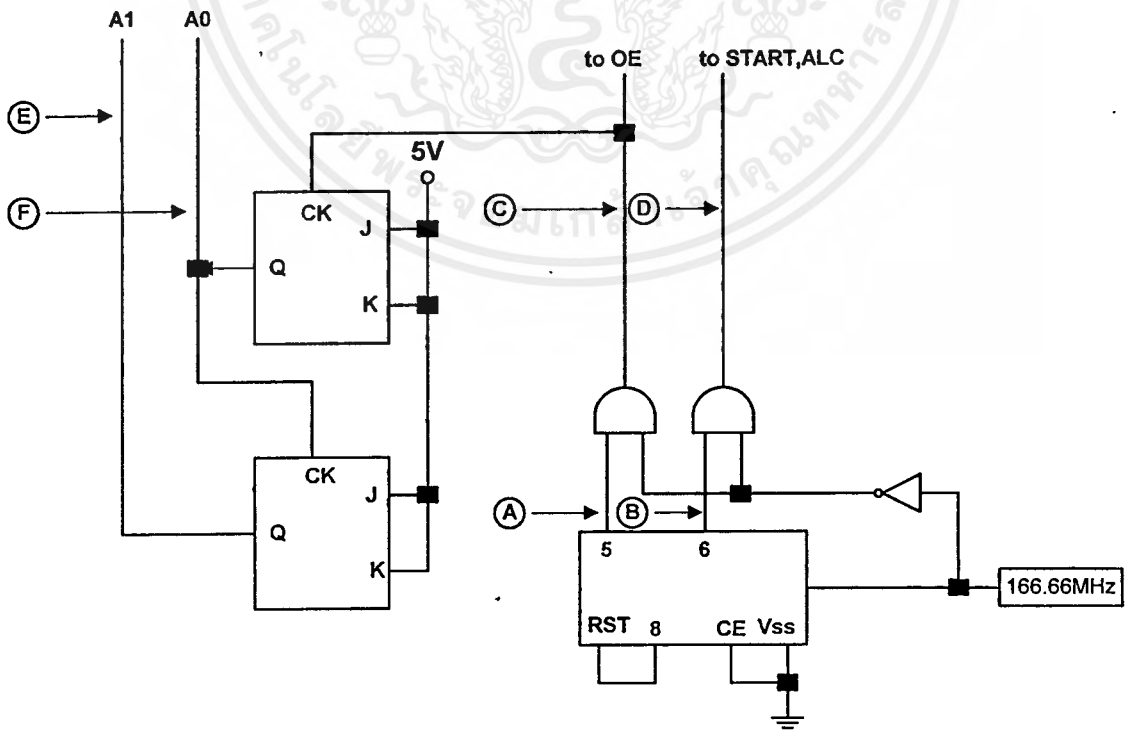 A1 A0
to OE to START,ALC
E
5V
F
CK
J
C D
Q
K
CK
J
A B
Q
5 6
K
166.66MHz
RST 8 CE Vss